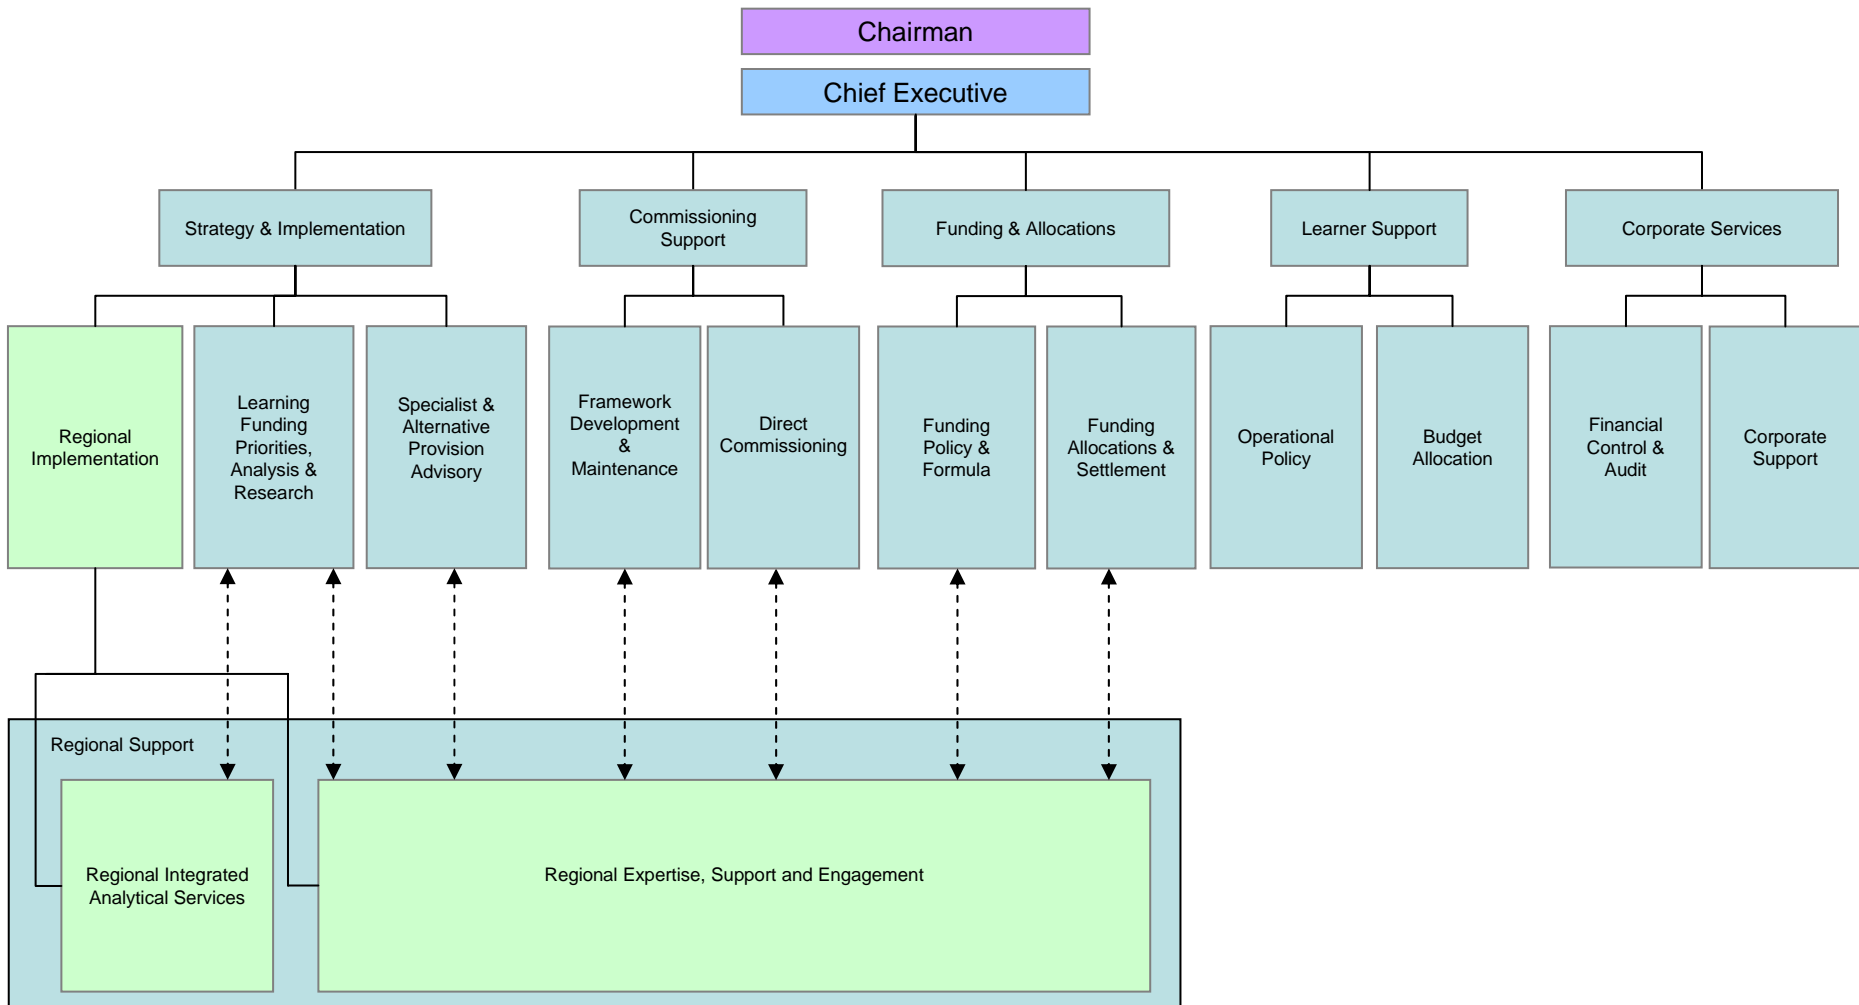 Chairman
Chief Executive
Strategy & Implementation
Commissioning
Support
Funding & Allocations
Learner Support
Corporate Services
Regional
Implementation
Learning
Funding
Priorities,
Analysis &
Research
Specialist &
Alternative
Provision
Advisory
Framework
Development
&
Maintenance
Direct
Commissioning
Funding
Policy &
Formula
Funding
Allocations &
Settlement
Operational
Policy
Budget
Allocation
Financial
Control &
Audit
Corporate
Support
Regional Support
Regional Integrated
Analytical Services
Regional Expertise, Support and Engagement